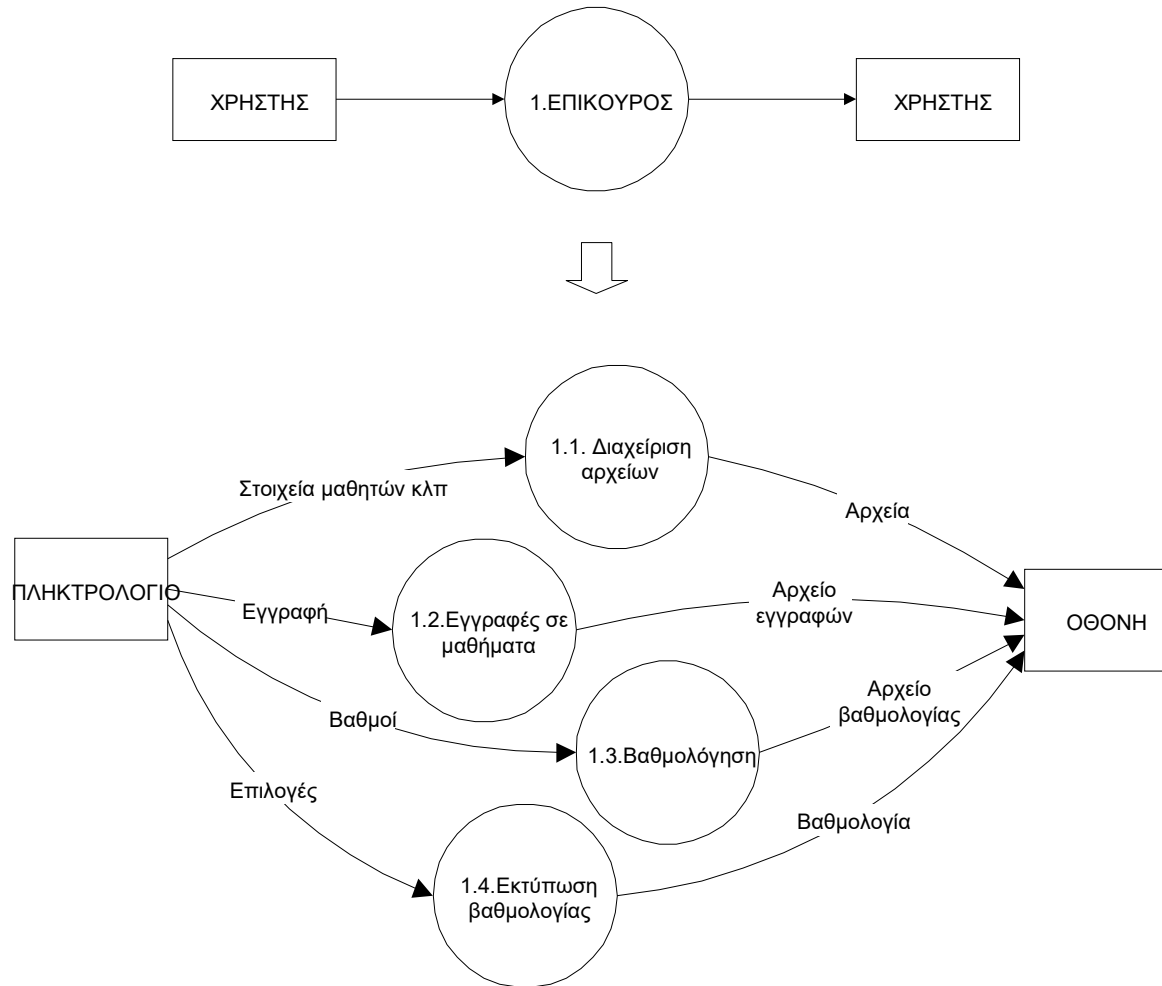 ΧΡΗΣΤΗΣ
1.ΕΠΙΚΟΥΡΟΣ
ΧΡΗΣΤΗΣ
1.1. Διαχείριση
αρχείων
Στοιχεία μαθητών κλπ
Αρχεία
ΠΛΗΚΤΡΟΛΟΓΙΟ
Εγγραφή
1.2.Εγγραφές σε
μαθήματα
Αρχείο
εγγραφών
ΟΘΟΝΗ
Βαθμοί
1.3.Βαθμολόγηση
Αρχείο
βαθμολογίας
Επιλογές
1.4.Εκτύπωση
βαθμολογίας
Βαθμολογία